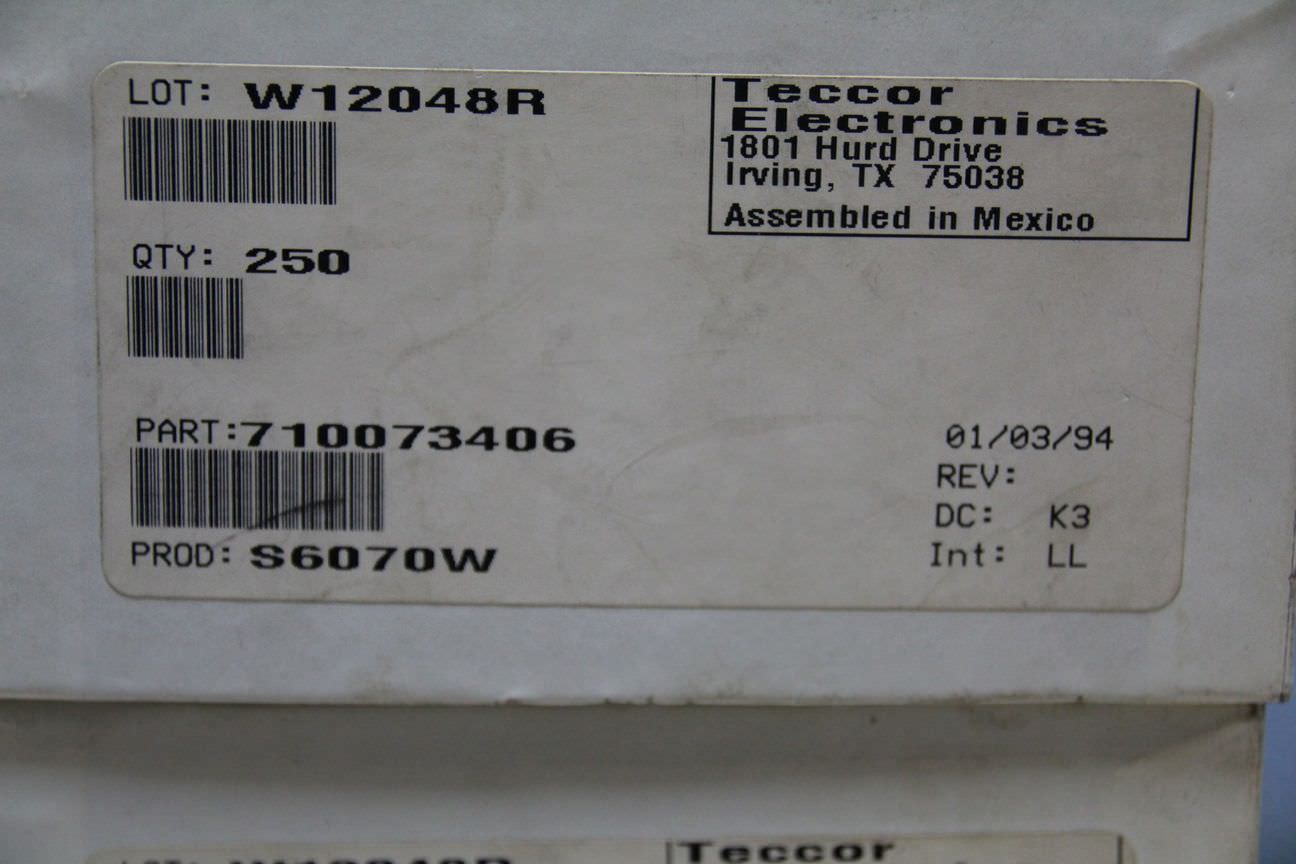 LOT: W12048R
Teccor
Electronics
1801 Hurd Drive
Irving, TX 75038
Assembled in Mexico
QTY: 250
PART:710073406
PROD: S6070W
01/03/94
REV:
DC: K3
Int: LL
Teccor